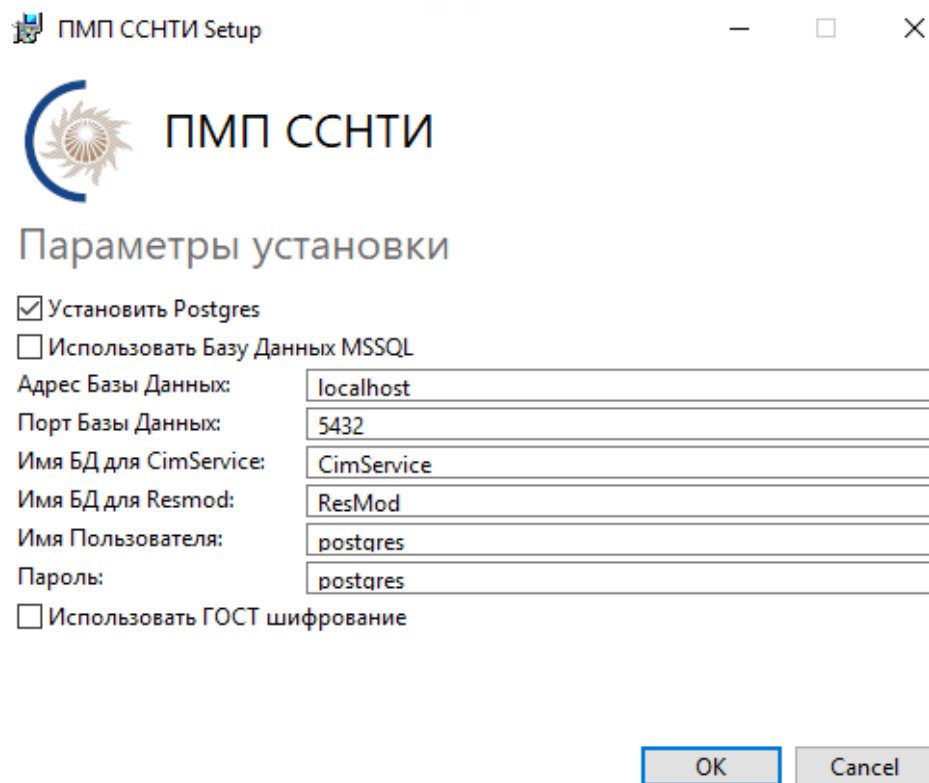 ПМП ССНТИ Setup
ПМП ССНТИ
Параметры установки
Установить Postgres
Использовать Базу Данных MSSQL
Адрес Базы Данных: localhost
Порт Базы Данных: 5432
Имя БД для CimService: CimService
Имя БД для Resmod: ResMod
Имя Пользователя: postgres
Пароль: postgres
Использовать ГОСТ шифрование
OK Cancel